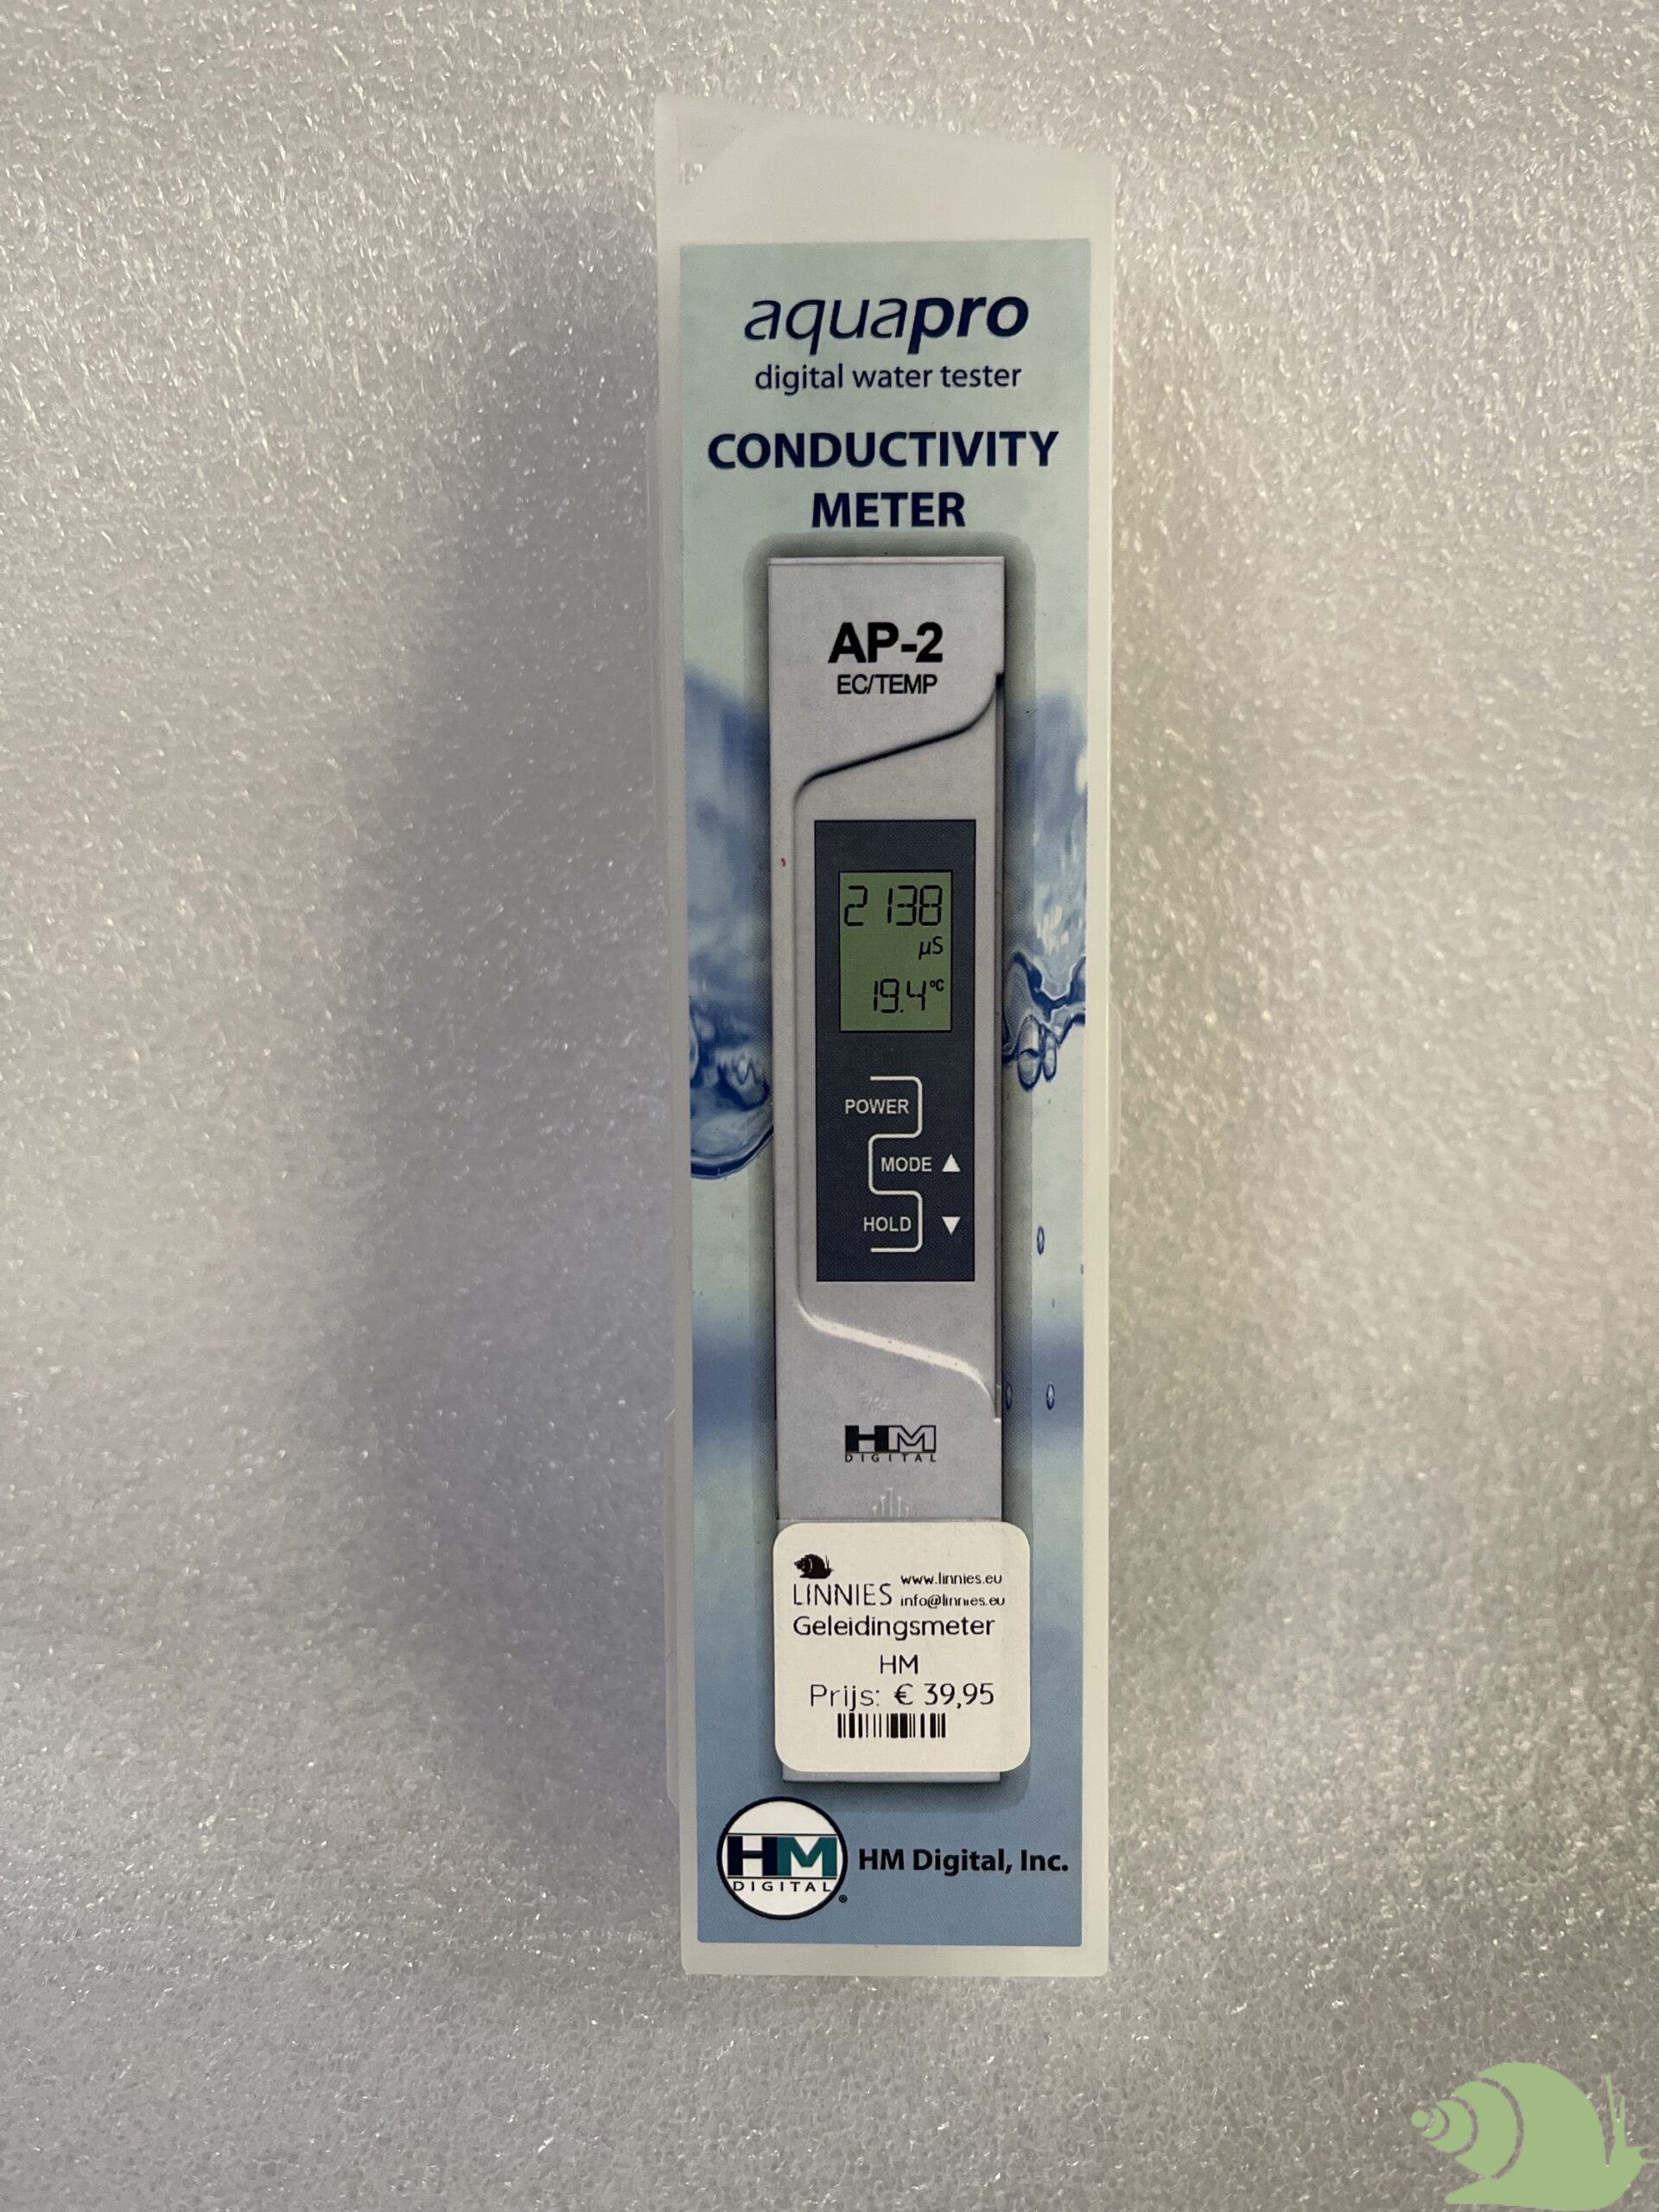 aquapro
digital water tester
CONDUCTIVITY
METER
AP-2
EC/TEMP
2138
µS
19.4°C
POWER
MODE ▲
HOLD ▼
HM
DIGITAL
LINNIES www.linnies.eu
info@linnies.eu
Geleidingsmeter
HM
Prijs: € 39,95
HM
DIGITAL®
HM Digital, Inc.